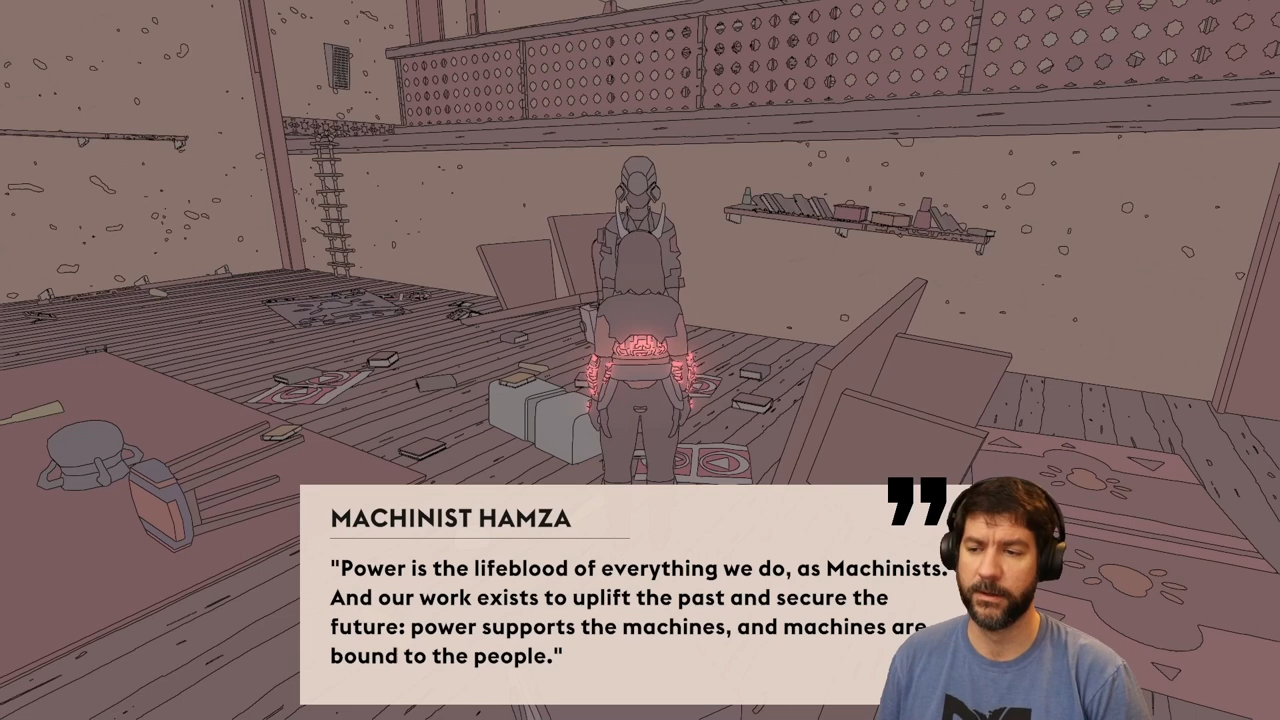 MACHINIST HAMZA
"Power is the lifeblood of everything we do, as Machinists.
And our work exists to uplift the past and secure the
future: power supports the machines, and machines are
bound to the people."